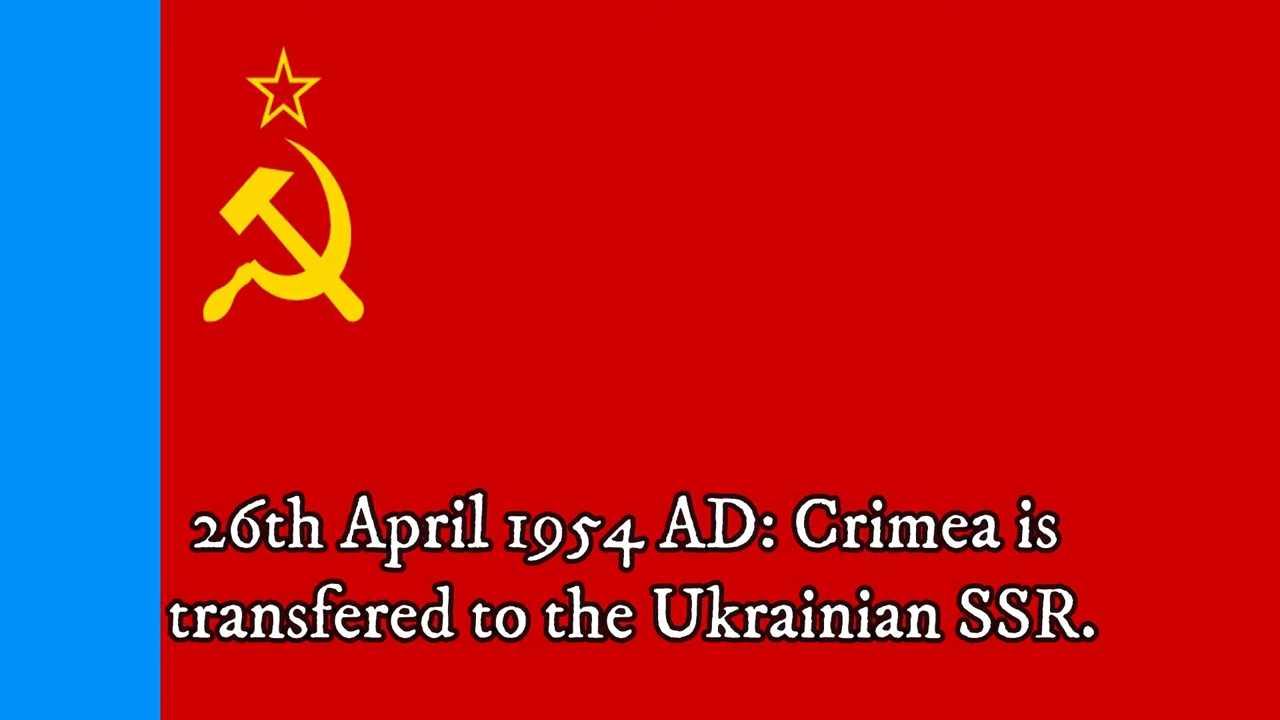 26th April 1954 AD: Crimea is
transfered to the Ukrainian SSR.